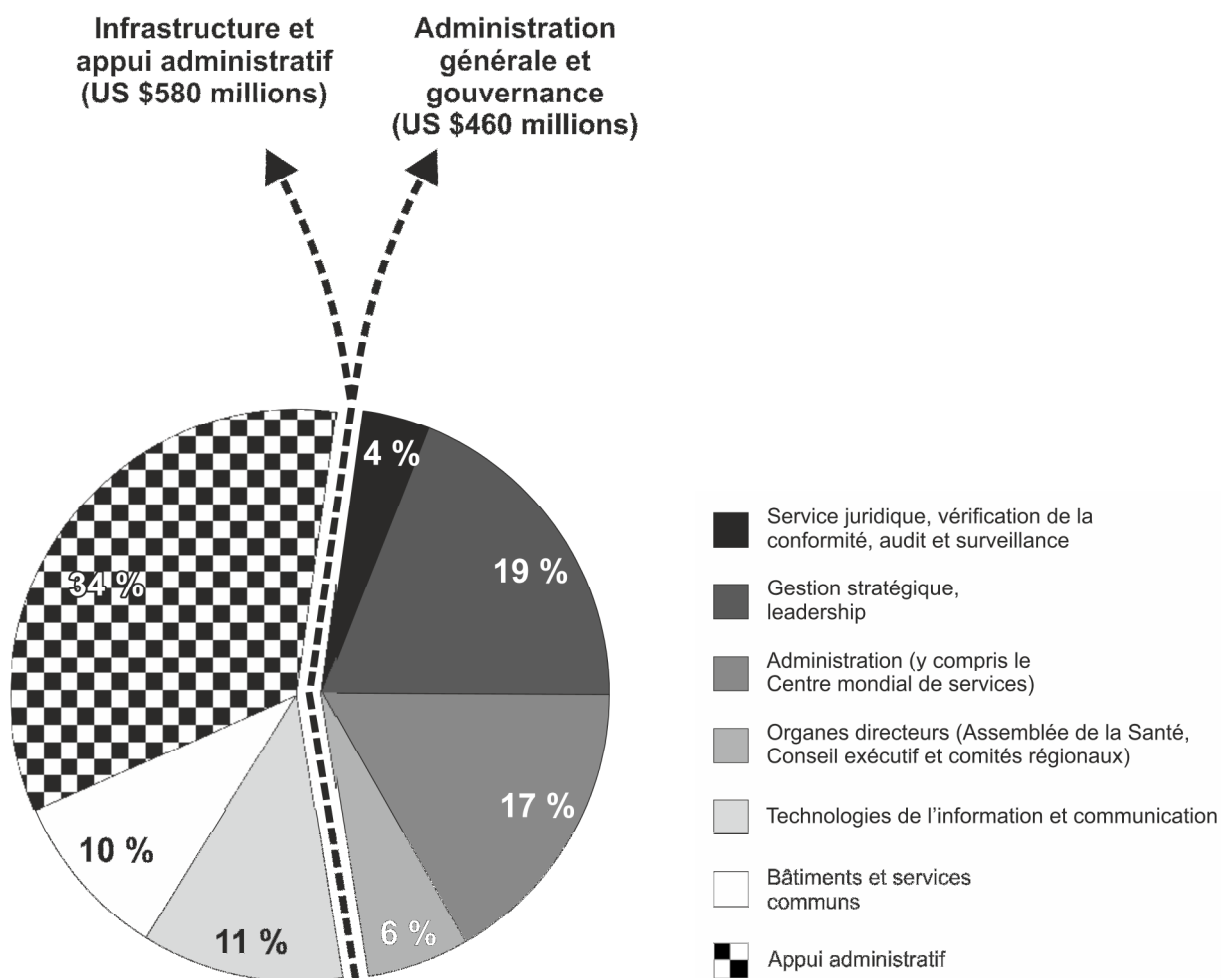 Infrastructure et
appui administratif
(US $580 millions)
Administration
générale et
gouvernance
(US $460 millions)
4 %
19 %
34 %
17 %
10 %
11 %
6 %
Service juridique, vérification de la
conformité, audit et surveillance
Gestion stratégique,
leadership
Administration (y compris le
Centre mondial de services)
Organes directeurs (Assemblée de la Santé,
Conseil exécutif et comités régionaux)
Technologies de l’information et communication
Bâtiments et services
communs
Appui administratif